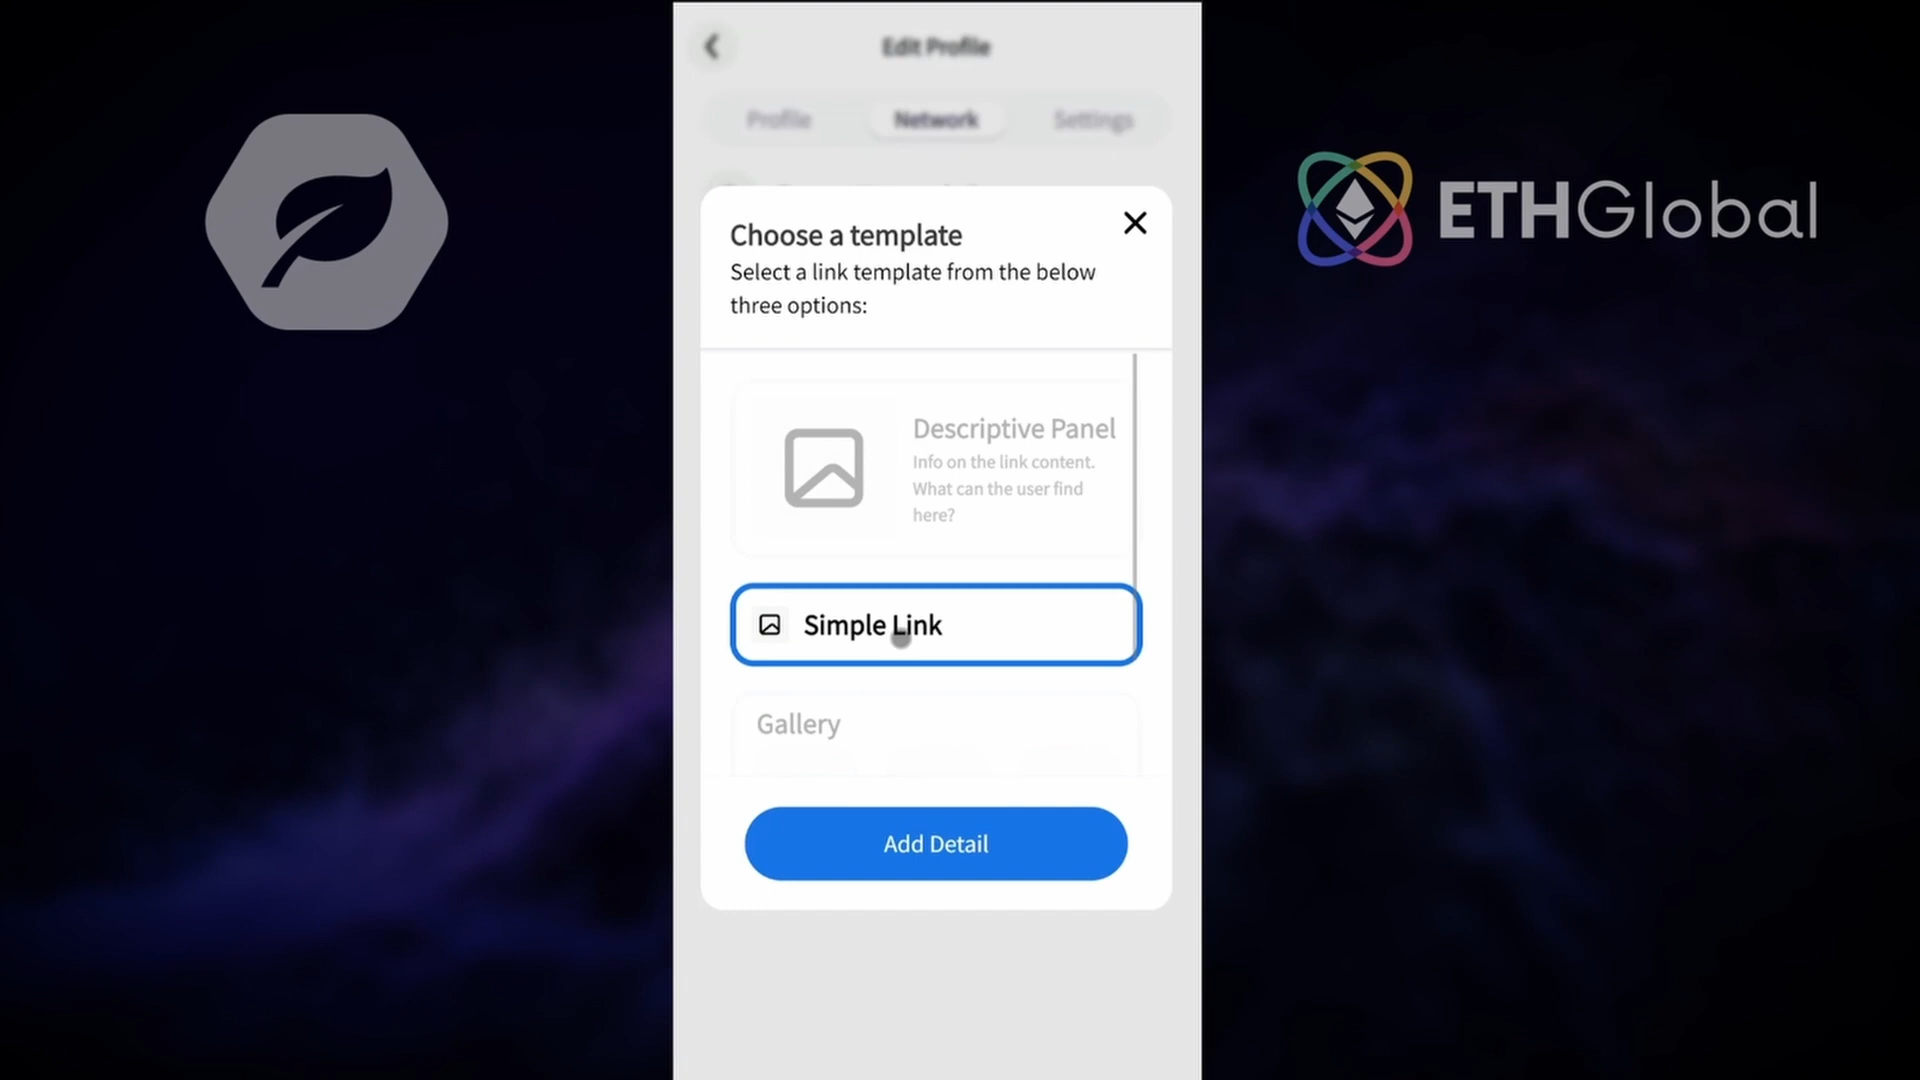 Edit Profile
Profile Network Settings
Choose a template
Select a link template from the below
three options:
Descriptive Panel
Info on the link content.
What can the user find
here?
Simple Link
Gallery
Add Detail
ETHGlobal